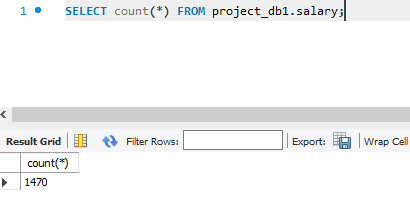 1 SELECT count(*) FROM project_db1.salary;
Result Grid Filter Rows: Export: Wrap Cell
count(*)
1470